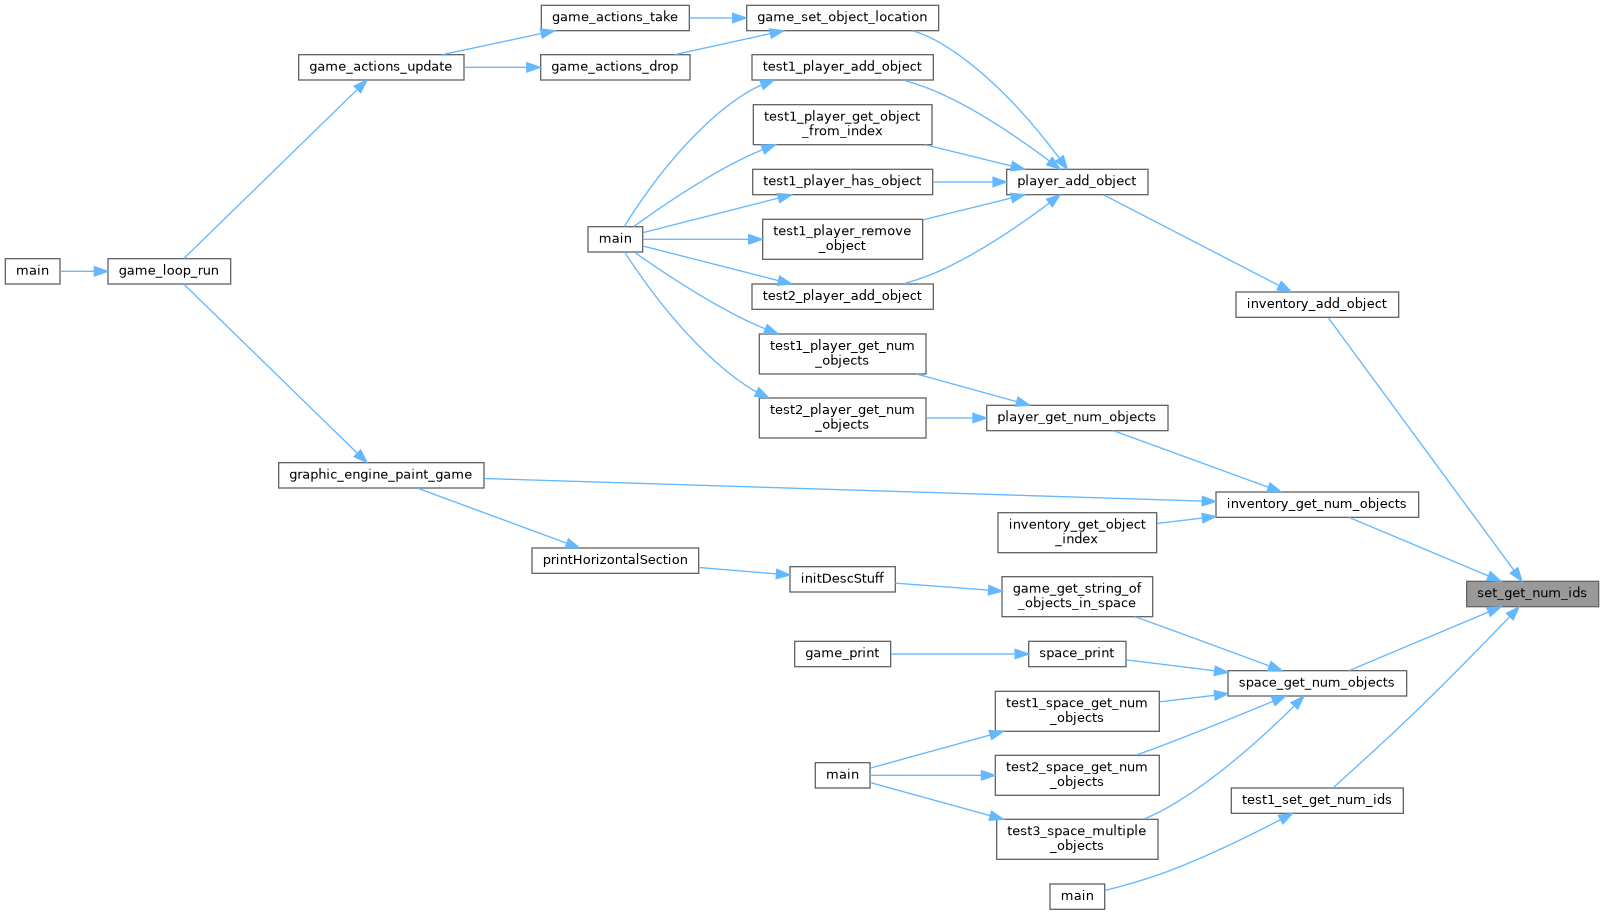 game_actions_take
game_set_object_location
game_actions_update
game_actions_drop
test1_player_add_object
test1_player_get_object
_from_index
test1_player_has_object
player_add_object
main
test1_player_remove
_object
main
game_loop_run
test2_player_add_object
inventory_add_object
test1_player_get_num
_objects
test2_player_get_num
_objects
player_get_num_objects
graphic_engine_paint_game
inventory_get_num_objects
inventory_get_object
_index
printHorizontalSection
initDescStuff
game_get_string_of
_objects_in_space
set_get_num_ids
game_print
space_print
space_get_num_objects
test1_space_get_num
_objects
main
test2_space_get_num
_objects
test1_set_get_num_ids
test3_space_multiple
_objects
main